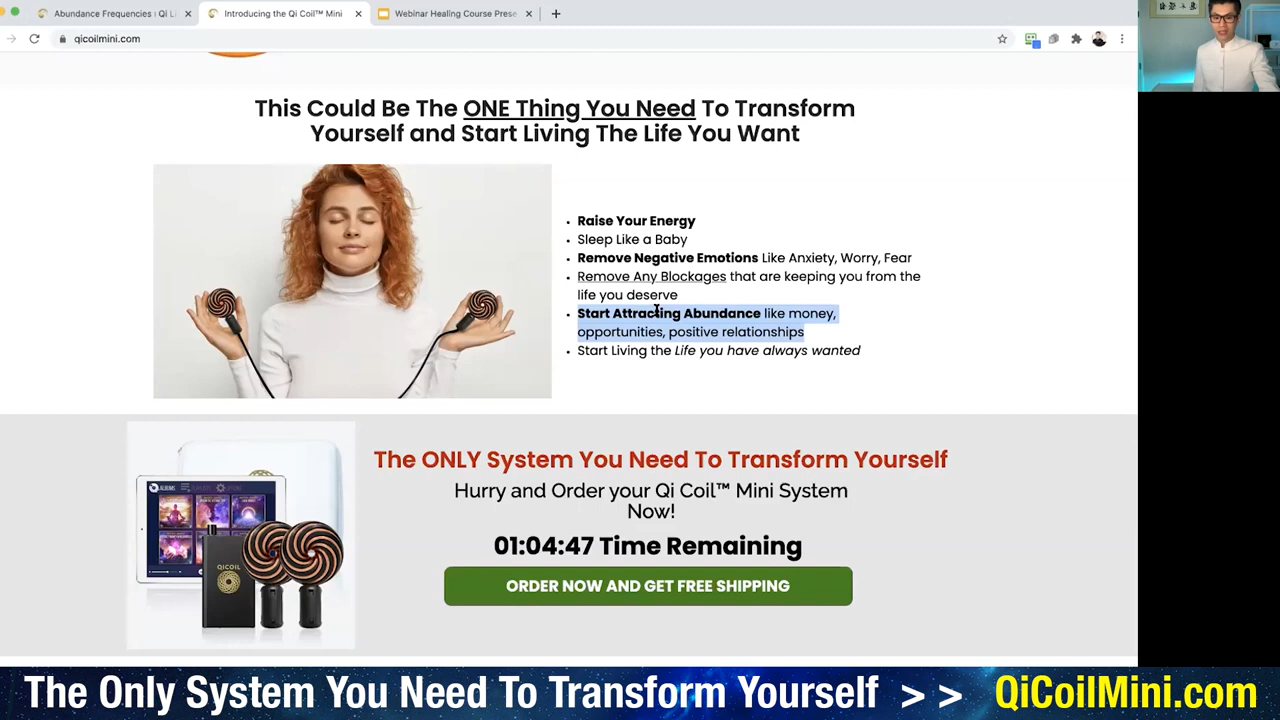 Abundance Frequencies | Qi Li
Introducing the Qi Coil™ Mini
Webinar Healing Course Prese
qicoilmini.com
This Could Be The ONE Thing You Need To Transform
Yourself and Start Living The Life You Want
• Raise Your Energy
• Sleep Like a Baby
• Remove Negative Emotions Like Anxiety, Worry, Fear
• Remove Any Blockages that are keeping you from the
life you deserve
• Start Attracting Abundance like money,
opportunities, positive relationships
• Start Living the Life you have always wanted
The ONLY System You Need To Transform Yourself
Hurry and Order your Qi Coil™ Mini System
Now!
01:04:47 Time Remaining
ORDER NOW AND GET FREE SHIPPING
ALBUMS
QICOIL
The Only System You Need To Transform Yourself > > QiCoilMini.com